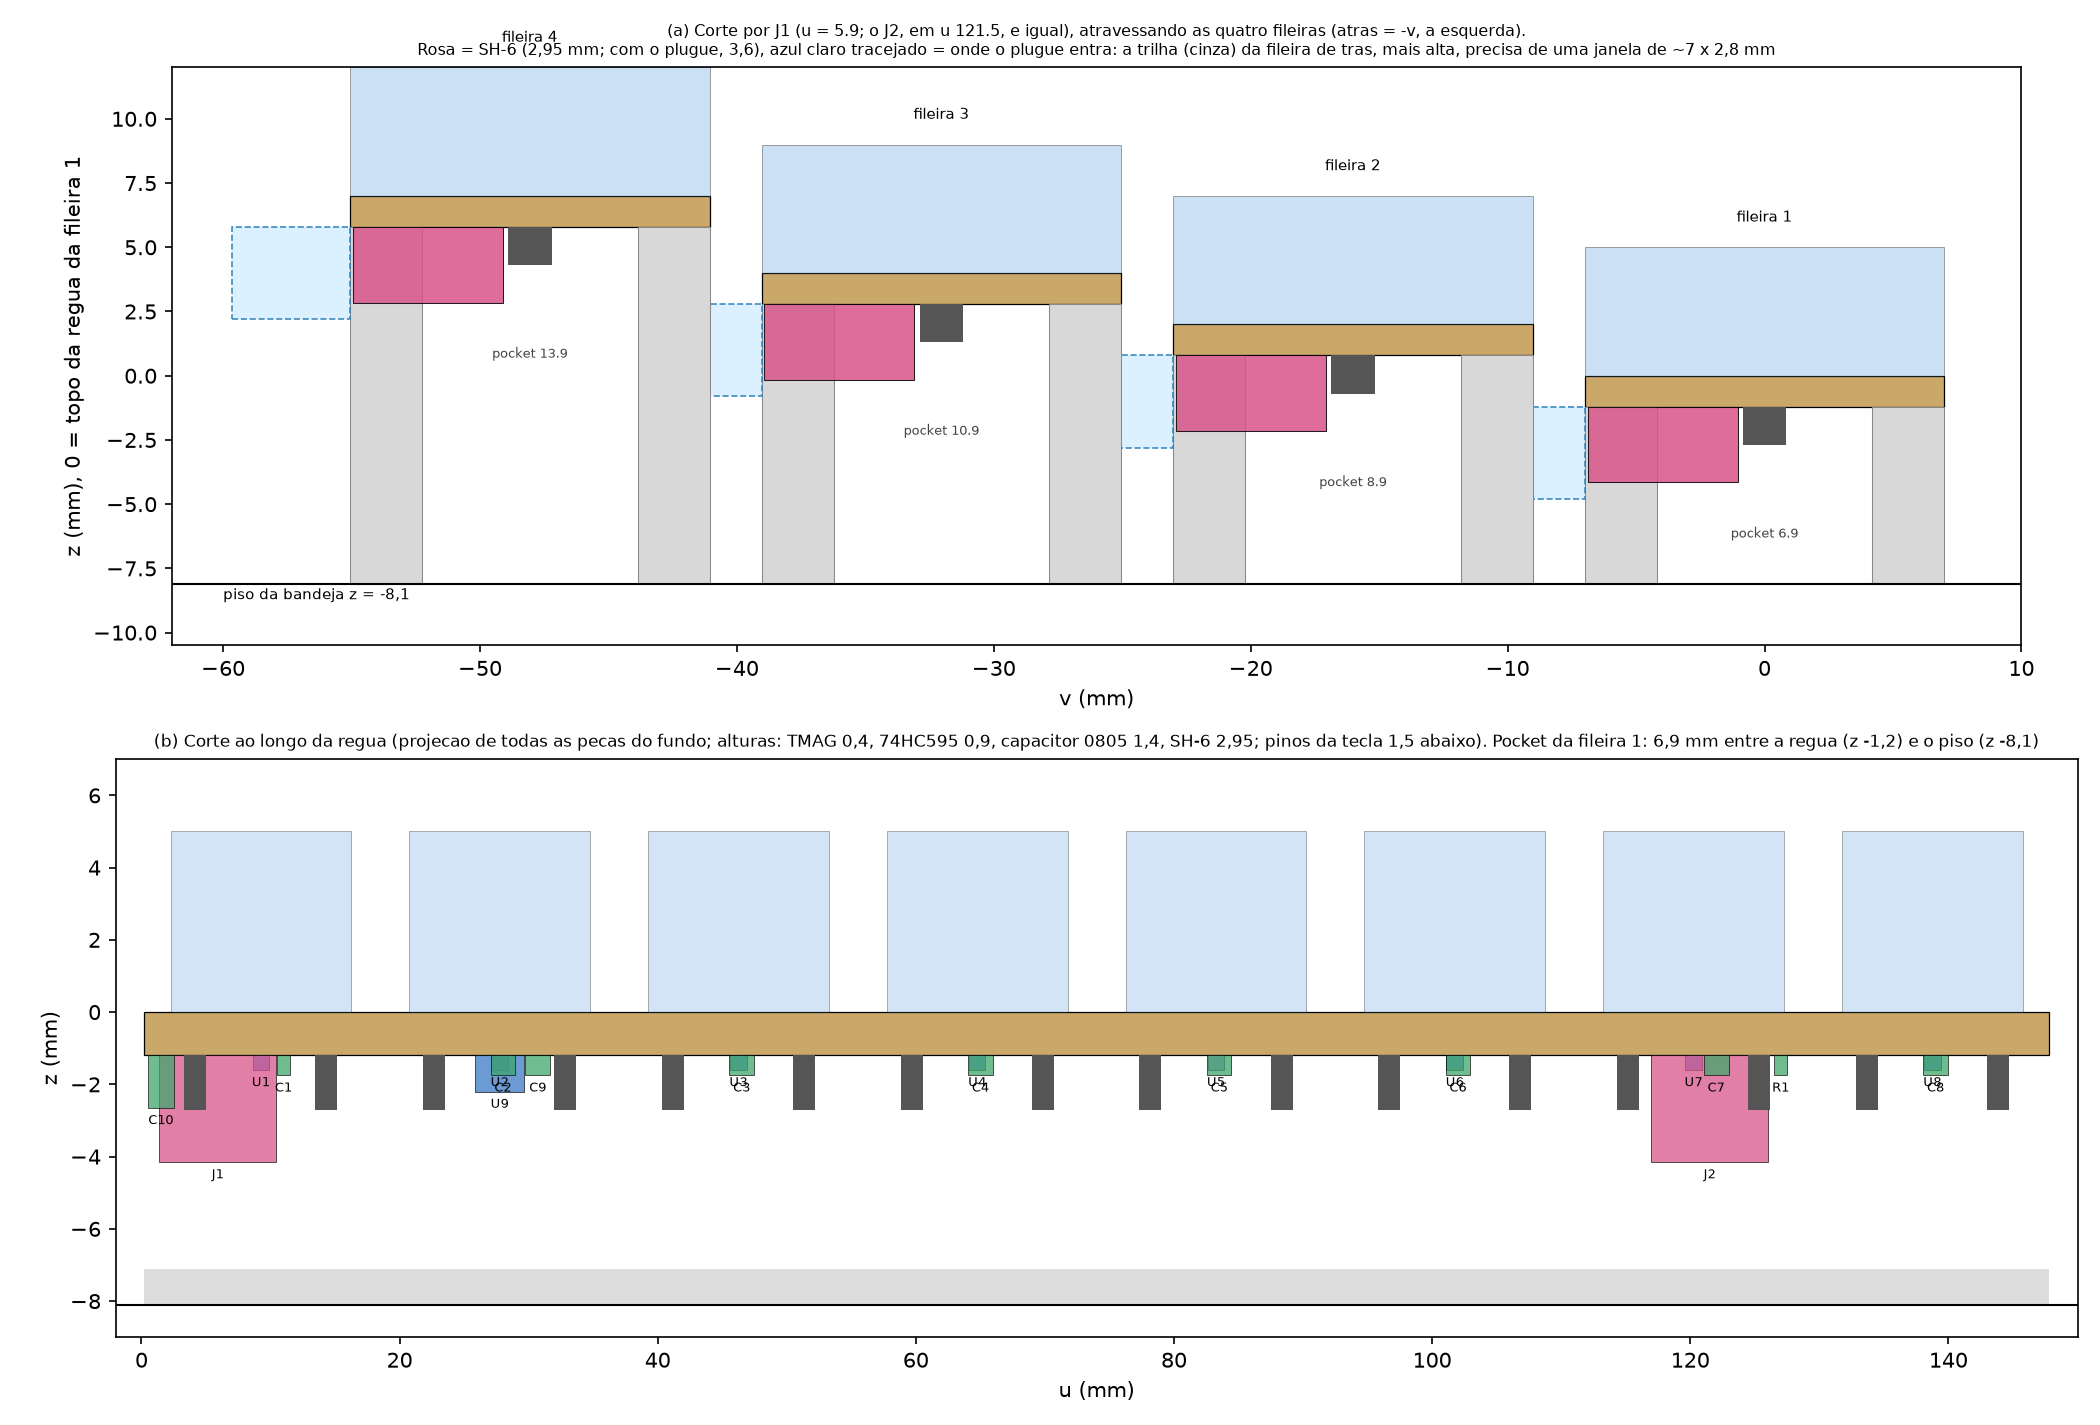 (a) Corte por J1 (u = 5.9; o J2, em u 121.5, e igual), atravessando as quatro fileiras (atras = -v, a esquerda).
Rosa = SH-6 (2,95 mm; com o plugue, 3,6), azul claro tracejado = onde o plugue entra: a trilha (cinza) da fileira de tras, mais alta, precisa de uma janela de ~7 x 2,8 mm
fileira 4
fileira 3
fileira 2
fileira 1
10.0
7.5
5.0
2.5
0.0
−2.5
−5.0
−7.5
−10.0
z (mm), 0 = topo da regua da fileira 1
pocket 13.9
pocket 10.9
pocket 8.9
pocket 6.9
piso da bandeja z = -8,1
−60
−50
−40
−30
−20
−10
0
10
v (mm)
(b) Corte ao longo da regua (projecao de todas as pecas do fundo; alturas: TMAG 0,4, 74HC595 0,9, capacitor 0805 1,4, SH-6 2,95; pinos da tecla 1,5 abaixo). Pocket da fileira 1: 6,9 mm entre a regua (z -1,2) e o piso (z -8,1)
6
4
2
0
−2
−4
−6
−8
z (mm)
C10
J1
U1
C1
U2
C2
U9
C9
U3
C3
U4
C4
U5
C5
U6
C6
U7
C7
J2
R1
U8
C8
0
20
40
60
80
100
120
140
u (mm)